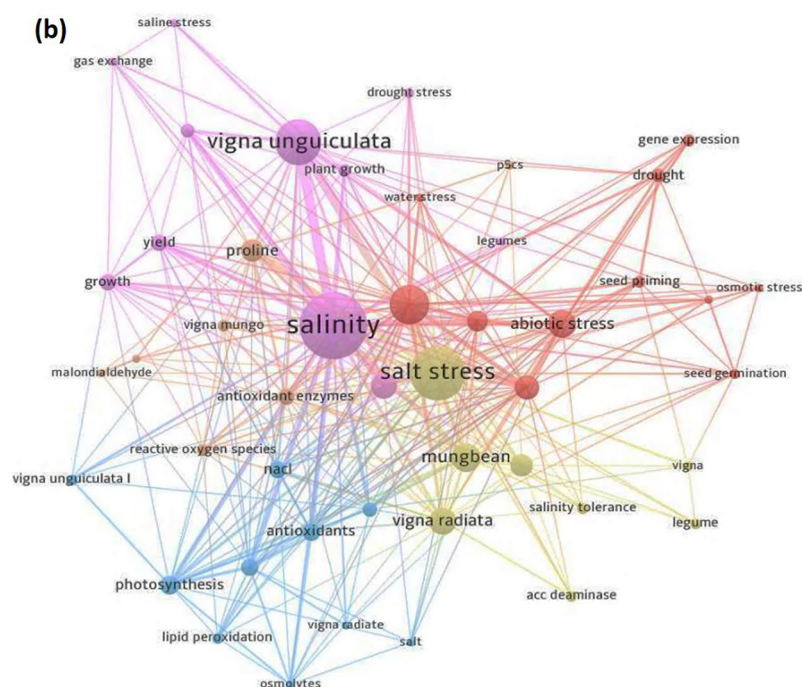 (b)
saline stress
gas exchange
drought stress
vigna unguiculata
gene expression
plant growth
p5cs
drought
water stress
yield
proline
legumes
growth
seed priming
osmotic stress
salinity
vigna mungo
abiotic stress
malondialdehyde
salt stress
seed germination
antioxidant enzymes
reactive oxygen species
mungbean
vigna unguiculata l
nacl
vigna
salinity tolerance
vigna radiata
legume
antioxidants
photosynthesis
acc deaminase
vigna radiate
lipid peroxidation
salt
osmolytes